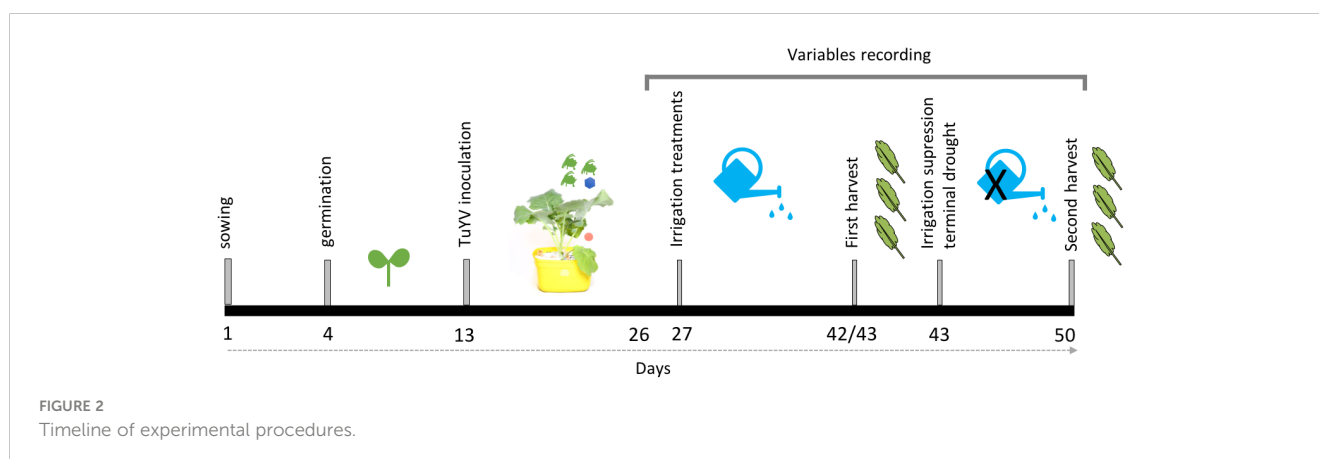 Variables recording
sowing
germination
TuYV inoculation
Irrigation treatments
First harvest
Irrigation supression
terminal drought
X
Second harvest
1
4
13
26
27
42/43
43
50
Days
FIGURE 2
Timeline of experimental procedures.